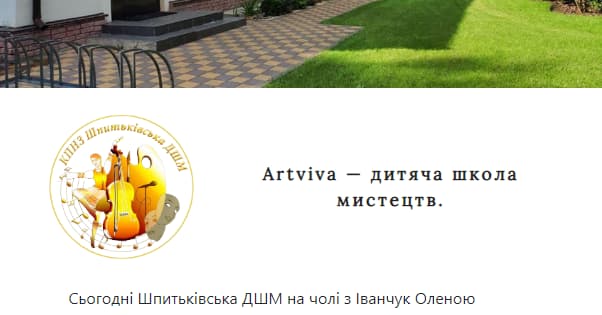 КПНЗ Шпитьківська ДШМ
Artviva — дитяча школа
мистецтв.
Сьогодні Шпитьківська ДШМ на чолі з Іванчук Оленою